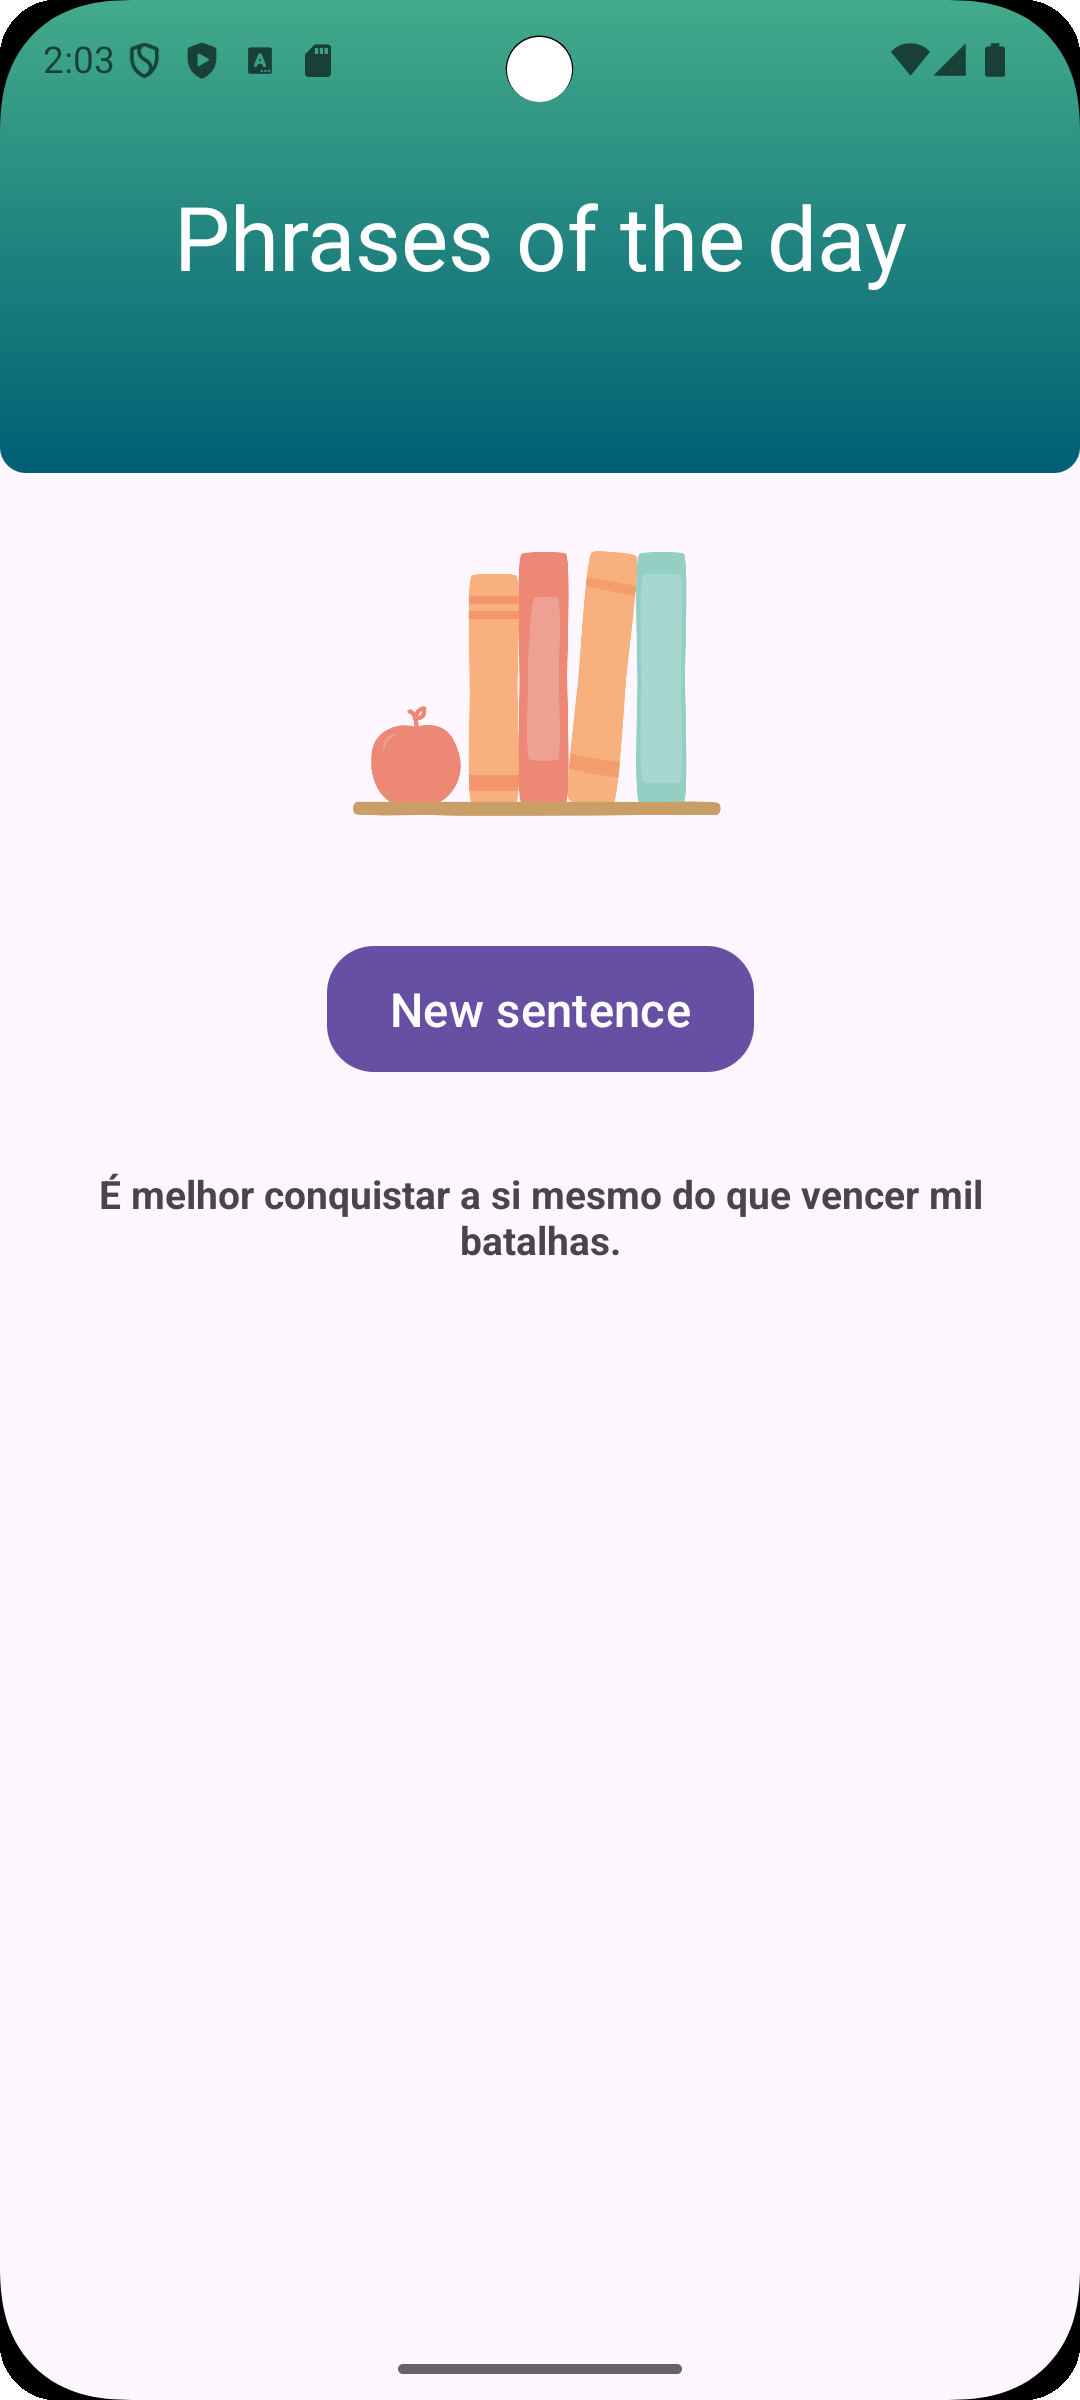 2:03
Phrases of the day
New sentence
É melhor conquistar a si mesmo do que vencer mil
batalhas.